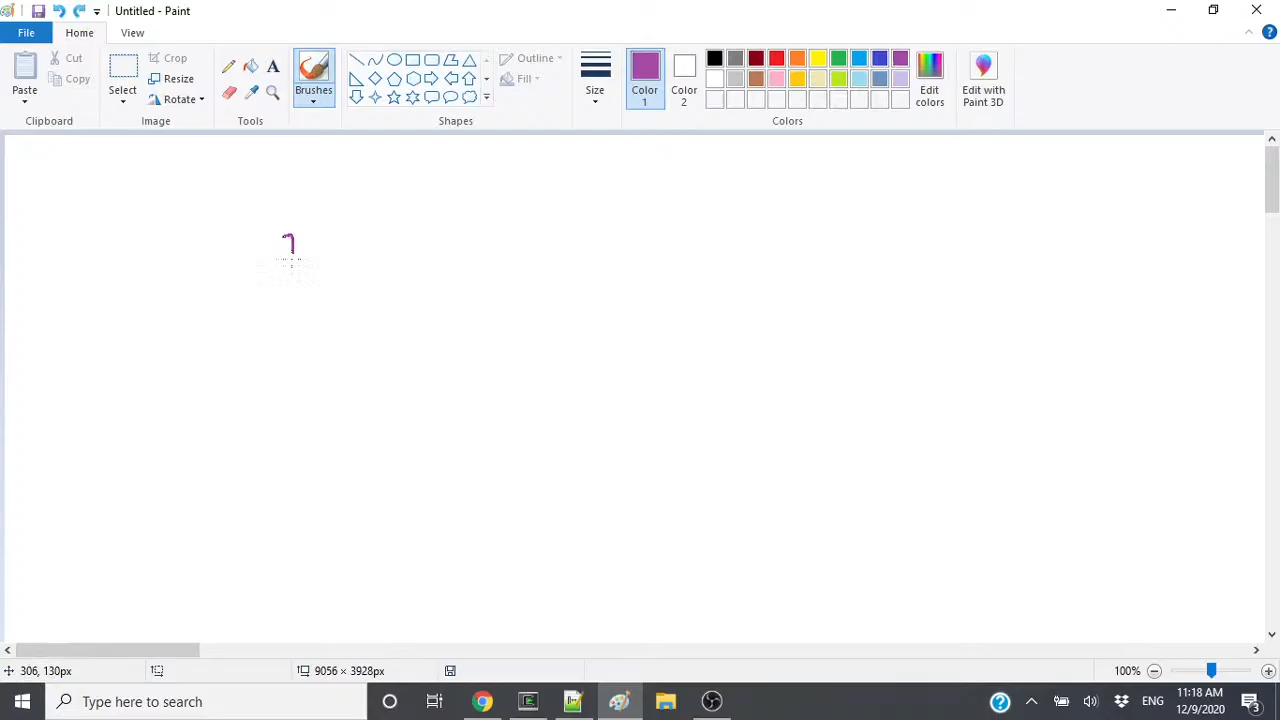 Untitled - Paint
File Home View
Paste
Cut
Copy
Clipboard
Select
Crop
Resize
Rotate
Image
A
Tools
Brushes
Outline
Fill
Shapes
Size
Color 1
Color 2
Edit colors
Colors
Edit with Paint 3D
306, 130px
9056 × 3928px
100%
Type here to search
ENG
11:18 AM
12/9/2020
3